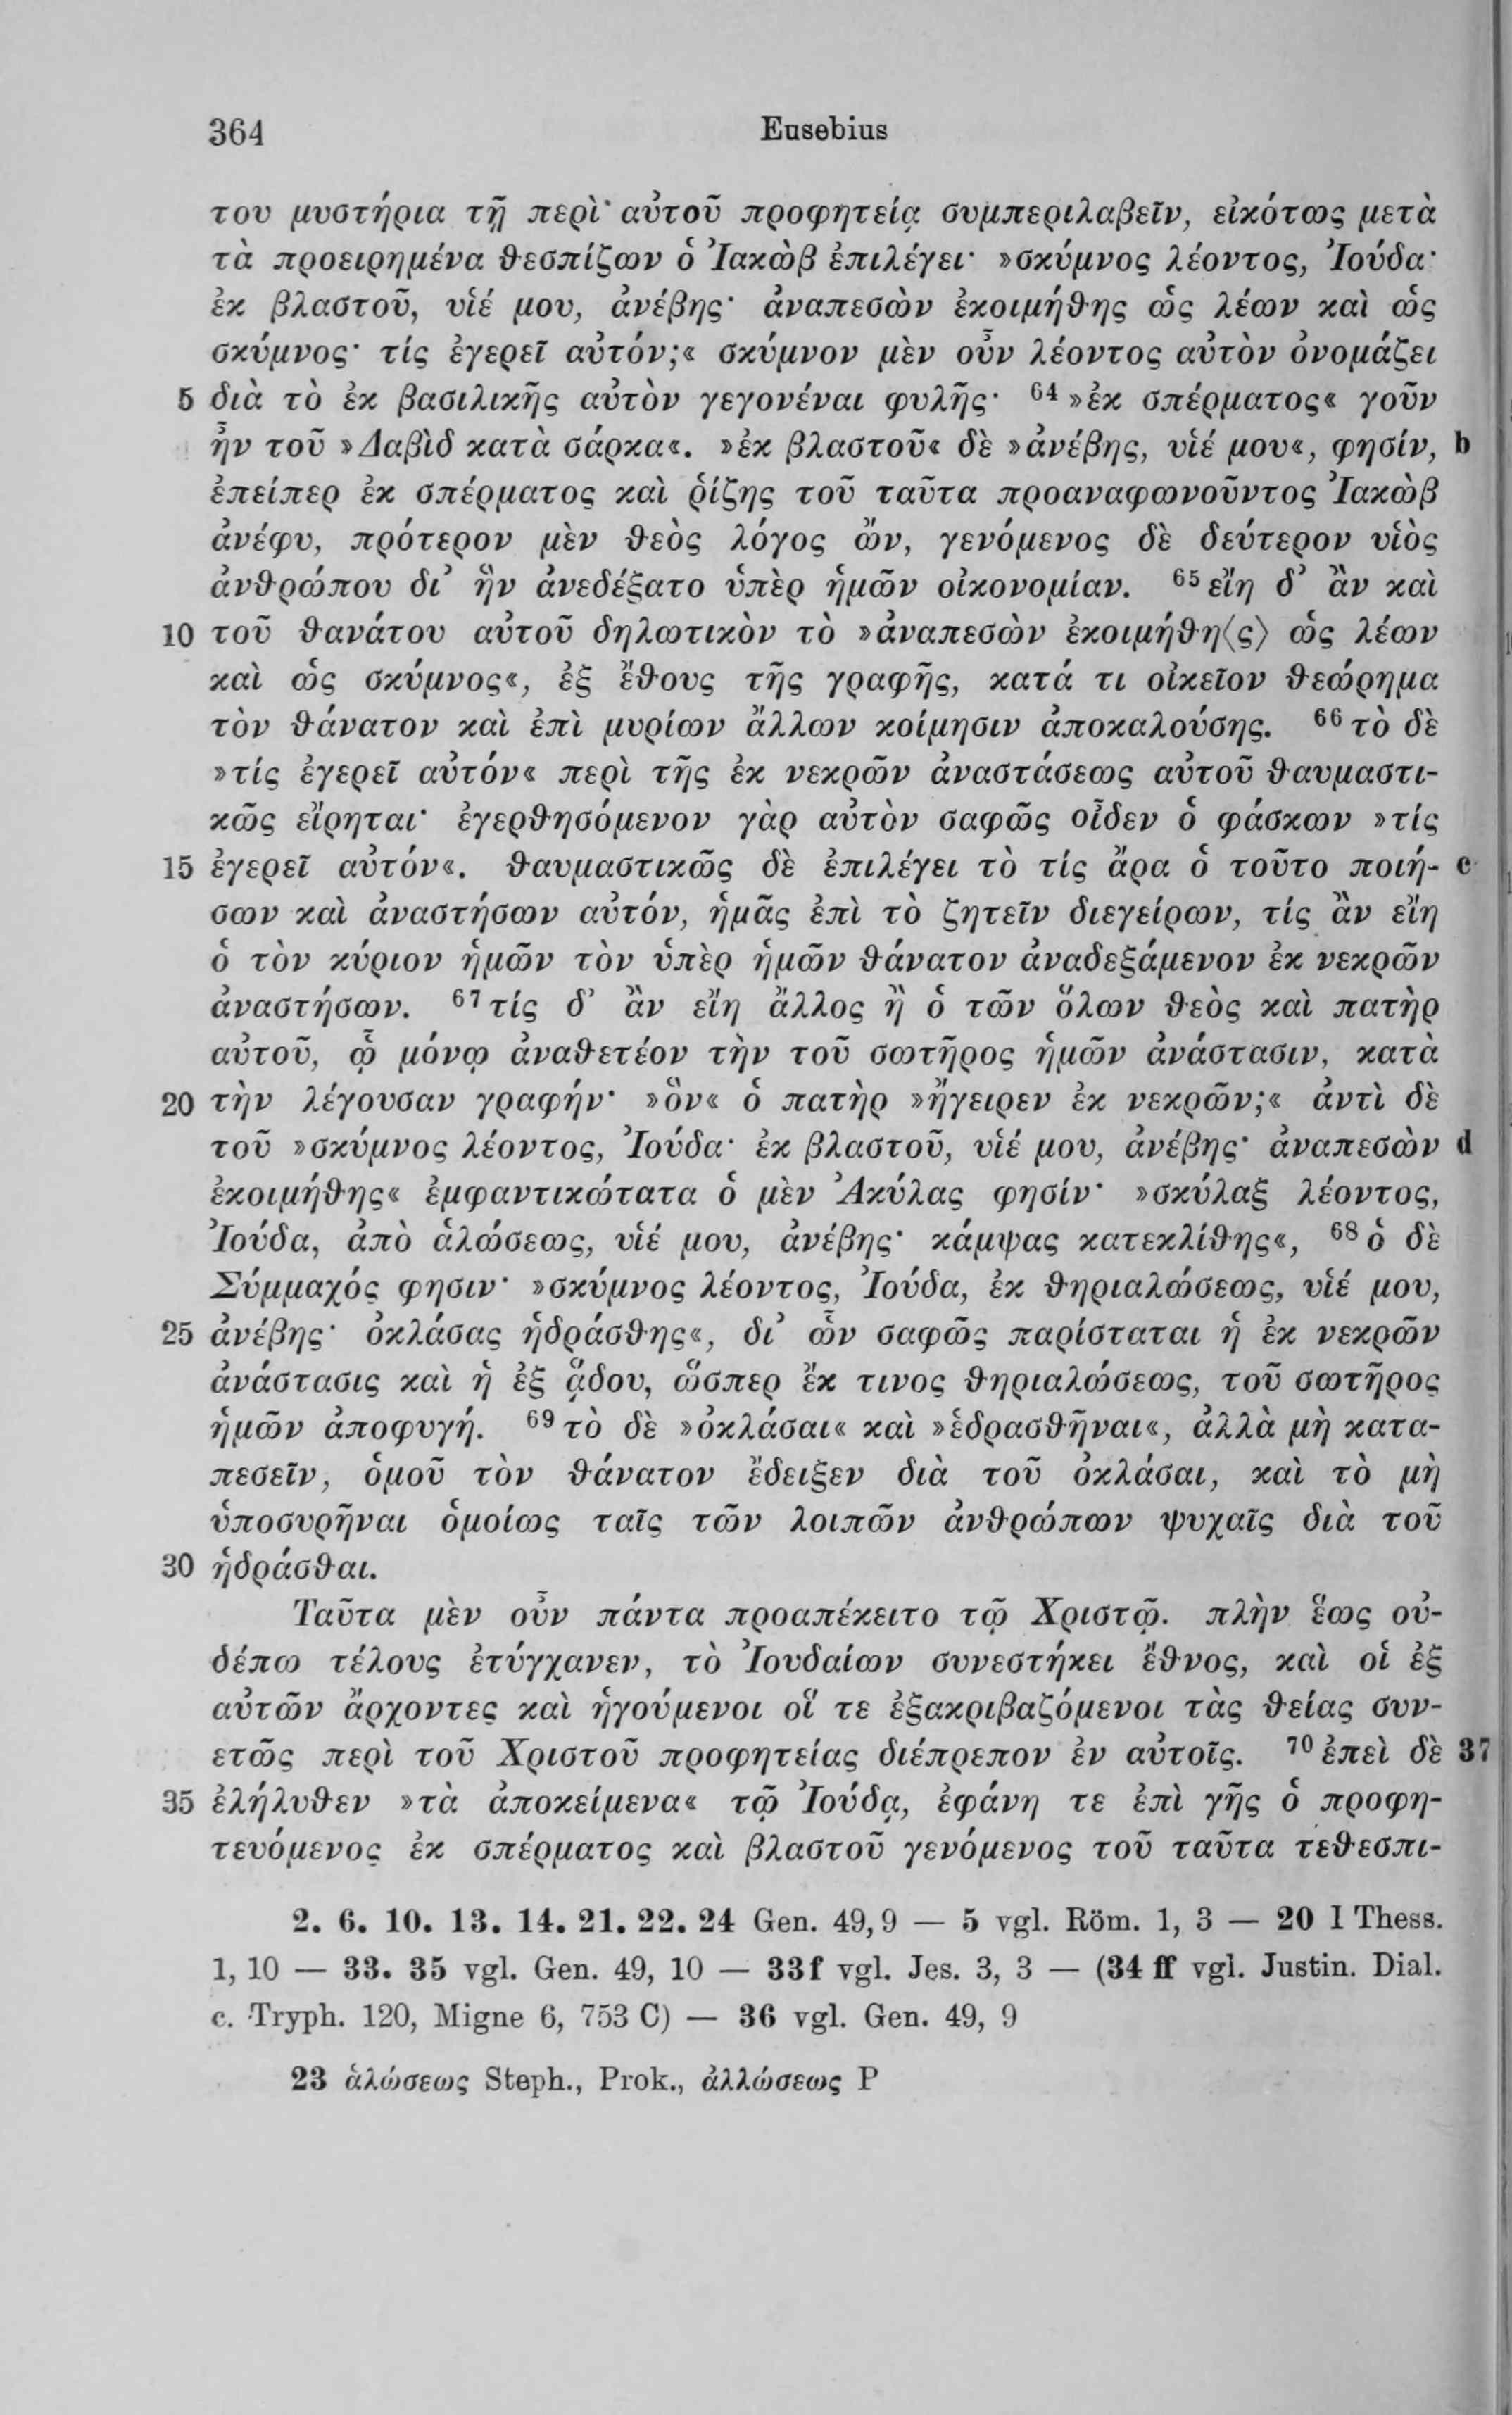 364 Eusebius
του μυστήρια τῇ περὶ αὐτοῦ προφητείᾳ συμπεριλαβεῖν, εἰκότως μετὰ
τὰ προειρημένα θεσπίζων ὁ Ἰακὼβ ἐπιλέγει· »σκύμνος λέοντος, Ἰούδα·
ἐκ βλαστοῦ, υἱέ μου, ἀνέβης· ἀναπεσὼν ἐκοιμήθης ὡς λέων καὶ ὡς
σκύμνος· τίς ἐγερεῖ αὐτόν;« σκύμνον μὲν οὖν λέοντος αὐτὸν ὀνομάζει
5 διὰ τὸ ἐκ βασιλικῆς αὐτὸν γεγονέναι φυλῆς· 64 »ἐκ σπέρματος« γοῦν
ἦν τοῦ »Δαβὶδ κατὰ σάρκα«. »ἐκ βλαστοῦ« δὲ »ἀνέβης, υἱέ μου«, φησίν, b
ἐπείπερ ἐκ σπέρματος καὶ ῥίζης τοῦ ταῦτα προαναφωνοῦντος Ἰακὼβ
ἀνέφυ, πρότερον μὲν θεὸς λόγος ὤν, γενόμενος δὲ δεύτερον υἱὸς
ἀνθρώπου δι’ ἣν ἀνεδέξατο ὑπὲρ ἡμῶν οἰκονομίαν. 65 εἴη δ’ ἂν καὶ
10 τοῦ θανάτου αὐτοῦ δηλωτικὸν τὸ »ἀναπεσὼν ἐκοιμήθη⟨ς⟩ ὡς λέων
καὶ ὡς σκύμνος«, ἐξ ἔθους τῆς γραφῆς, κατά τι οἰκεῖον θεώρημα
τὸν θάνατον καὶ ἐπὶ μυρίων ἄλλων κοίμησιν ἀποκαλούσης. 66 τὸ δὲ
»τίς ἐγερεῖ αὐτόν« περὶ τῆς ἐκ νεκρῶν ἀναστάσεως αὐτοῦ θαυμαστι-
κῶς εἴρηται· ἐγερθησόμενον γὰρ αὐτὸν σαφῶς οἶδεν ὁ φάσκων »τίς
15 ἐγερεῖ αὐτόν«. θαυμαστικῶς δὲ ἐπιλέγει τὸ τίς ἄρα ὁ τοῦτο ποιή- c
σων καὶ ἀναστήσων αὐτόν, ἡμᾶς ἐπὶ τὸ ζητεῖν διεγείρων, τίς ἂν εἴη
ὁ τὸν κύριον ἡμῶν τὸν ὑπὲρ ἡμῶν θάνατον ἀναδεξάμενον ἐκ νεκρῶν
ἀναστήσων. 67 τίς δ’ ἂν εἴη ἄλλος ἢ ὁ τῶν ὅλων θεὸς καὶ πατὴρ
αὐτοῦ, ᾧ μόνῳ ἀναθετέον τὴν τοῦ σωτῆρος ἡμῶν ἀνάστασιν, κατὰ
20 τὴν λέγουσαν γραφήν· »ὃν« ὁ πατὴρ »ἤγειρεν ἐκ νεκρῶν;« ἀντὶ δὲ
τοῦ »σκύμνος λέοντος, Ἰούδα· ἐκ βλαστοῦ, υἱέ μου, ἀνέβης· ἀναπεσὼν d
ἐκοιμήθης« ἐμφαντικώτατα ὁ μὲν Ἀκύλας φησίν· »σκύλαξ λέοντος,
Ἰούδα, ἀπὸ ἁλώσεως, υἱέ μου, ἀνέβης· κάμψας κατεκλίθης«, 68 ὁ δὲ
Σύμμαχός φησιν· »σκύμνος λέοντος, Ἰούδα, ἐκ θηριαλώσεως, υἱέ μου,
25 ἀνέβης· ὀκλάσας ἡδράσθης«, δι’ ὧν σαφῶς παρίσταται ἡ ἐκ νεκρῶν
ἀνάστασις καὶ ἡ ἐξ ᾅδου, ὥσπερ ἔκ τινος θηριαλώσεως, τοῦ σωτῆρος
ἡμῶν ἀποφυγή. 69 τὸ δὲ »ὀκλάσαι« καὶ »ἑδρασθῆναι«, ἀλλὰ μὴ κατα-
πεσεῖν, ὁμοῦ τὸν θάνατον ἔδειξεν διὰ τοῦ ὀκλάσαι, καὶ τὸ μὴ
ὑποσυρῆναι ὁμοίως ταῖς τῶν λοιπῶν ἀνθρώπων ψυχαῖς διὰ τοῦ
30 ἡδράσθαι.
Ταῦτα μὲν οὖν πάντα προαπέκειτο τῷ Χριστῷ. πλὴν ἕως οὐ-
δέπω τέλους ἐτύγχανεν, τὸ Ἰουδαίων συνεστήκει ἔθνος, καὶ οἱ ἐξ
αὐτῶν ἄρχοντες καὶ ἡγούμενοι οἵ τε ἐξακριβαζόμενοι τὰς θείας συν-
ετῶς περὶ τοῦ Χριστοῦ προφητείας διέπρεπον ἐν αὐτοῖς. 70 ἐπεὶ δὲ 37
35 ἐλήλυθεν »τὰ ἀποκείμενα« τῷ Ἰούδᾳ, ἐφάνη τε ἐπὶ γῆς ὁ προφη-
τευόμενος ἐκ σπέρματος καὶ βλαστοῦ γενόμενος τοῦ ταῦτα τεθεσπι-
2. 6. 10. 13. 14. 21. 22. 24 Gen. 49, 9 — 5 vgl. Röm. 1, 3 — 20 I Thess.
1, 10 — 33. 35 vgl. Gen. 49, 10 — 33f vgl. Jes. 3, 3 — (34 ff vgl. Justin. Dial.
c. Tryph. 120, Migne 6, 753 C) — 36 vgl. Gen. 49, 9
23 ἁλώσεως Steph., Prok., ἀλλώσεως P